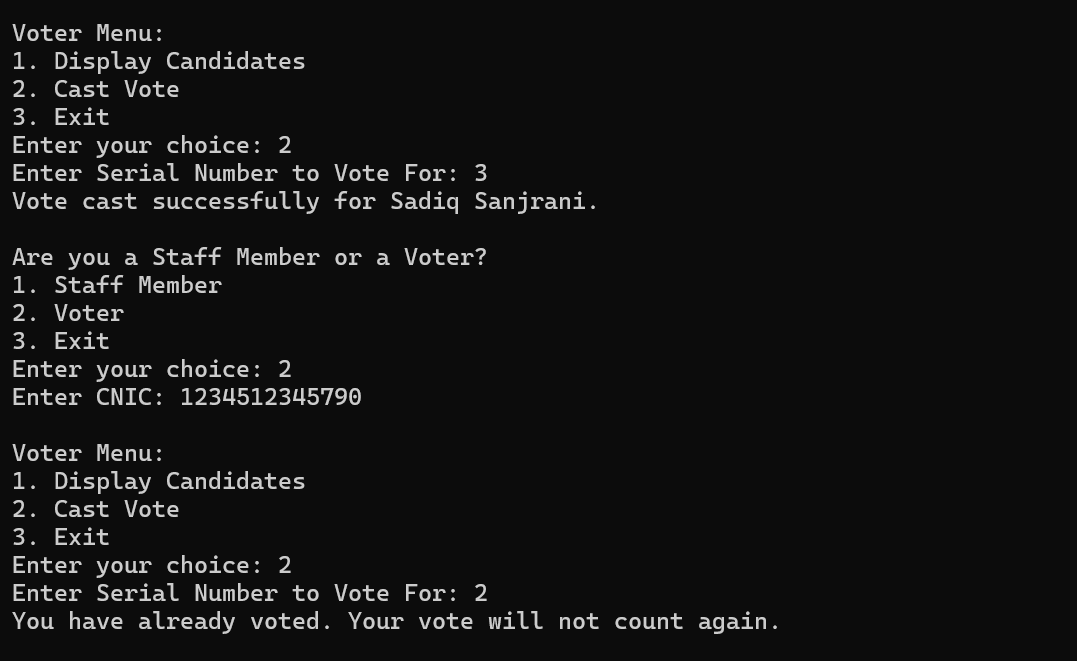 Voter Menu:
1. Display Candidates
2. Cast Vote
3. Exit
Enter your choice: 2
Enter Serial Number to Vote For: 3
Vote cast successfully for Sadiq Sanjrani.
Are you a Staff Member or a Voter?
1. Staff Member
2. Voter
3. Exit
Enter your choice: 2
Enter CNIC: 1234512345790
Voter Menu:
1. Display Candidates
2. Cast Vote
3. Exit
Enter your choice: 2
Enter Serial Number to Vote For: 2
You have already voted. Your vote will not count again.